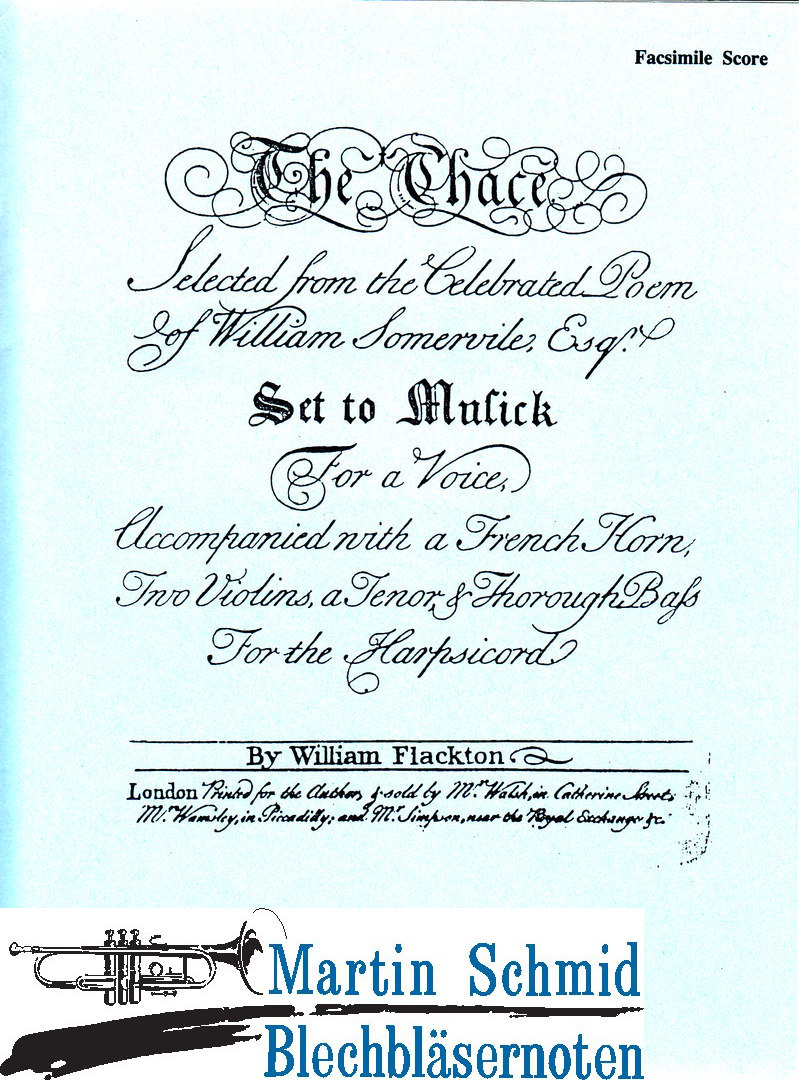 Facsimile Score
The Chace
Selected from the Celebrated Poem
of William Somervile, Esqr.
Set to Muſick
For a Voice,
Accompanied with a French Horn,
Two Violins, a Tenor, & Thorough Baſs
For the Harpsicord
By William Flackton
London Printed for the Author, & sold by Mr. Walsh, in Catherine Street,
Mr. Wamsley, in Piccadilly; and Mr. Simpson, near the Royal Exchange &c.
Martin Schmid
Blechbläsernoten